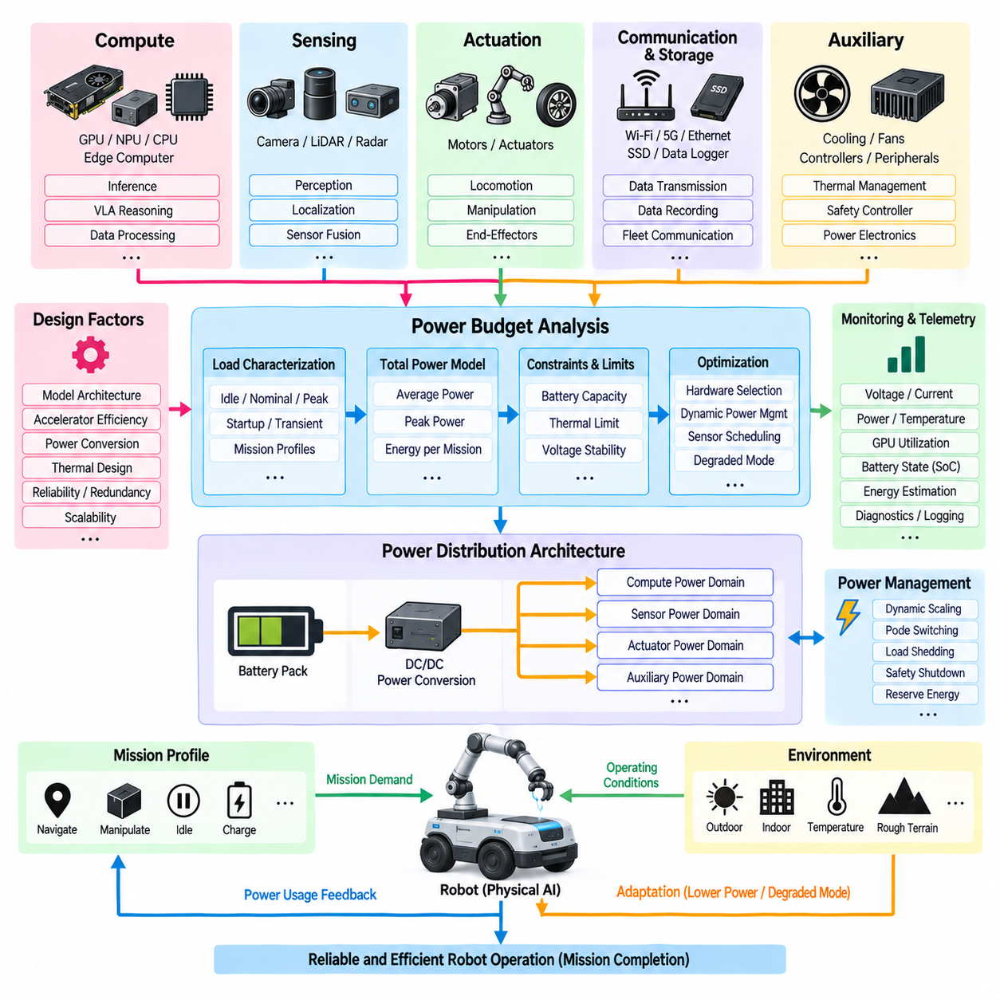 Compute
GPU / NPU / CPU
Edge Computer
Inference
VLA Reasoning
Data Processing
...
Sensing
Camera / LiDAR / Radar
Perception
Localization
Sensor Fusion
...
Actuation
Motors / Actuators
Locomotion
Manipulation
End-Effectors
...
Communication
& Storage
SSD
Wi-Fi / 5G / Ethernet
SSD / Data Logger
Data Transmission
Data Recording
Fleet Communication
...
Auxiliary
Cooling / Fans
Controllers / Peripherals
Thermal Management
Safety Controller
Power Electronics
...
Design Factors
Model Architecture
Accelerator Efficiency
Power Conversion
Thermal Design
Reliability / Redundancy
Scalability
...
Power Budget Analysis
Load Characterization
Idle / Nominal / Peak
Startup / Transient
Mission Profiles
...
Total Power Model
Average Power
Peak Power
Energy per Mission
...
Constraints & Limits
Battery Capacity
Thermal Limit
Voltage Stability
...
Optimization
Hardware Selection
Dynamic Power Mgmt
Sensor Scheduling
Degraded Mode
...
Monitoring & Telemetry
Voltage / Current
Power / Temperature
GPU Utilization
Battery State (SoC)
Energy Estimation
Diagnostics / Logging
...
Power Distribution Architecture
Battery Pack
DC/DC
Power Conversion
Compute Power Domain
Sensor Power Domain
Actuator Power Domain
Auxiliary Power Domain
...
Power Management
Dynamic Scaling
Pode Switching
Load Shedding
Safety Shutdown
Reserve Energy
...
Mission Profile
Navigate
Manipulate
Idle
Charge
...
Mission Demand
Operating
Conditions
Environment
Outdoor
Indoor
Temperature
Rough Terrain
...
Robot (Physical AI)
Power Usage Feedback
Adaptation (Lower Power / Degraded Mode)
Reliable and Efficient Robot Operation (Mission Completion)